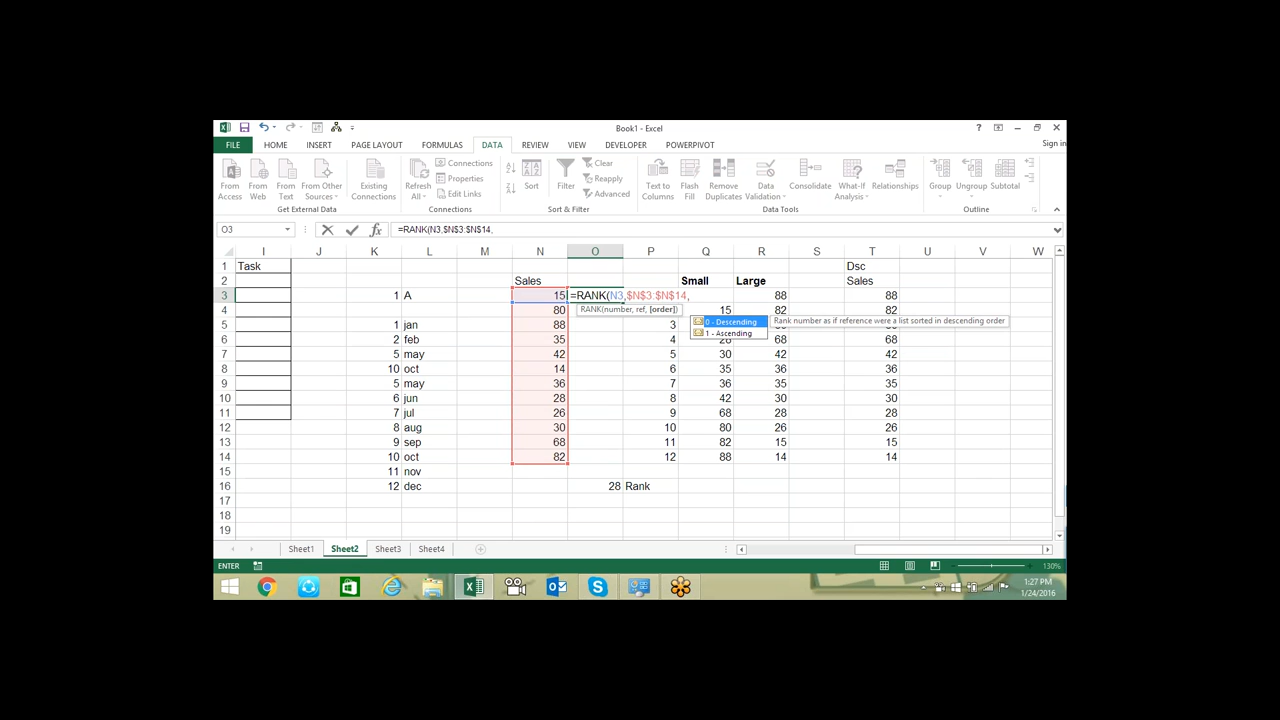 Book1 - Excel
?
FILE HOME INSERT PAGE LAYOUT FORMULAS DATA REVIEW VIEW DEVELOPER POWERPIVOT Sign in
From Access
From Web
From Text
From Other Sources
Existing Connections
Refresh All
Connections
Properties
Edit Links
Sort
Filter
Clear
Reapply
Advanced
Text to Columns
Flash Fill
Remove Duplicates
Data Validation
Consolidate
What-If Analysis
Relationships
Group
Ungroup
Subtotal
Get External Data Connections Sort & Filter Data Tools Outline
O3 fx =RANK(N3,$N$3:$N$14,
I J K L M N O P Q R S T U V W
1 Task Dsc
2 Sales Small Large Sales
3 1 A 15 =RANK(N3,$N$3:$N$14, 88 88
RANK(number, ref, [order])
4 80 15 82 82
0 - Descending Rank number as if reference were a list sorted in descending order
5 1 jan 88 3
1 - Ascending
6 2 feb 35 4 28 68 68
7 5 may 42 5 30 42 42
8 10 oct 14 6 35 36 36
9 5 may 36 7 36 35 35
10 6 jun 28 8 42 30 30
11 7 jul 26 9 68 28 28
12 8 aug 30 10 80 26 26
13 9 sep 68 11 82 15 15
14 10 oct 82 12 88 14 14
15 11 nov
16 12 dec 28 Rank
17
18
19
Sheet1 Sheet2 Sheet3 Sheet4
ENTER 130%
1:27 PM
1/24/2016